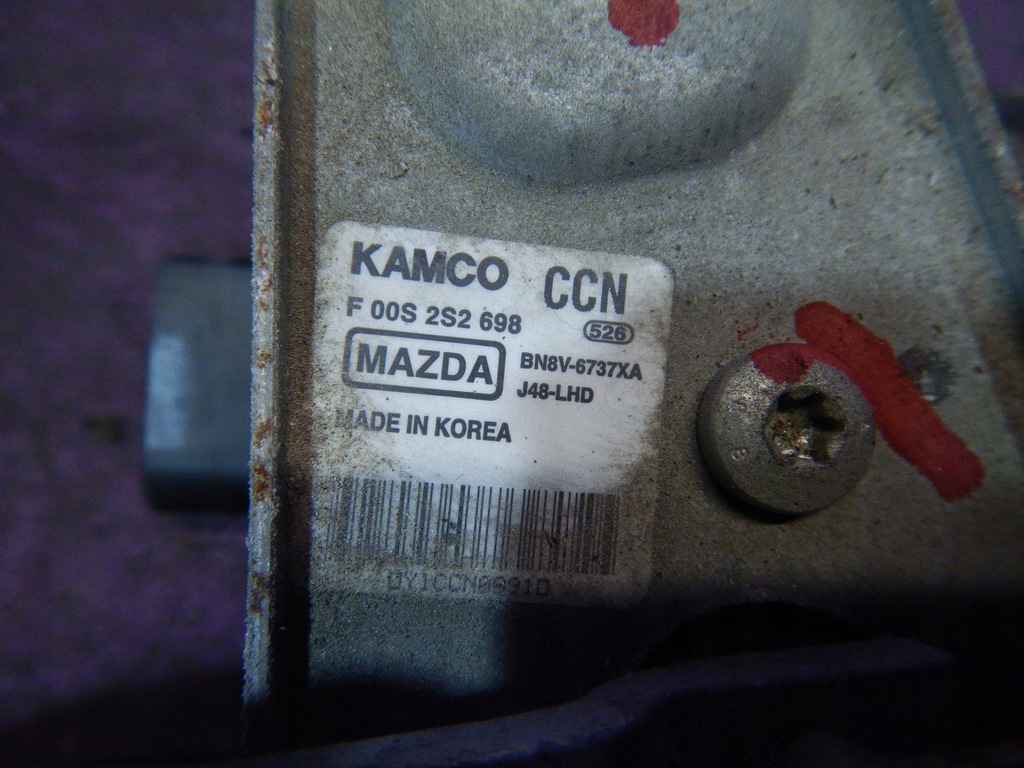 KAMCO CCN
F 00S 2S2 698 526
MAZDA BN8V-6737XA
J48-LHD
MADE IN KOREA